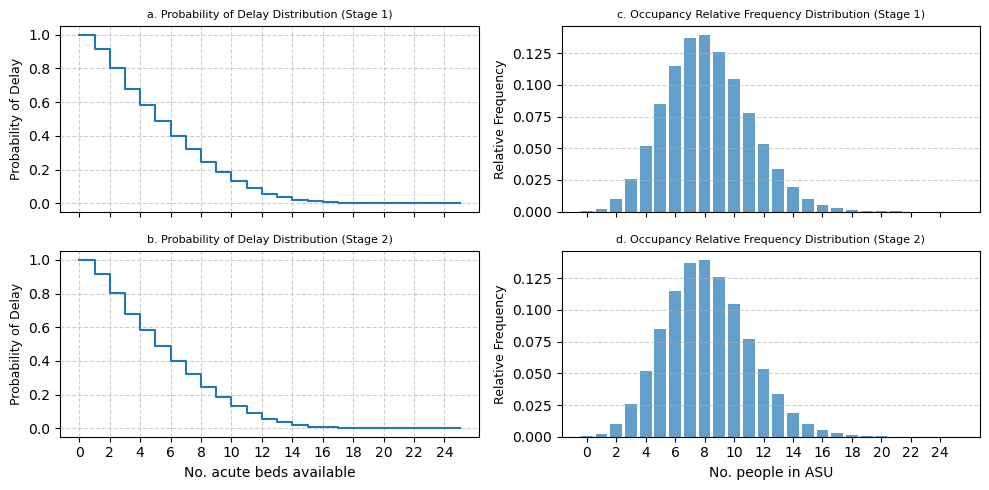 a. Probability of Delay Distribution (Stage 1)
Probability of Delay
1.0
0.8
0.6
0.4
0.2
0.0
c. Occupancy Relative Frequency Distribution (Stage 1)
Relative Frequency
0.125
0.100
0.075
0.050
0.025
0.000
b. Probability of Delay Distribution (Stage 2)
Probability of Delay
1.0
0.8
0.6
0.4
0.2
0.0
0 2 4 6 8 10 12 14 16 18 20 22 24
No. acute beds available
d. Occupancy Relative Frequency Distribution (Stage 2)
Relative Frequency
0.125
0.100
0.075
0.050
0.025
0.000
0 2 4 6 8 10 12 14 16 18 20 22 24
No. people in ASU